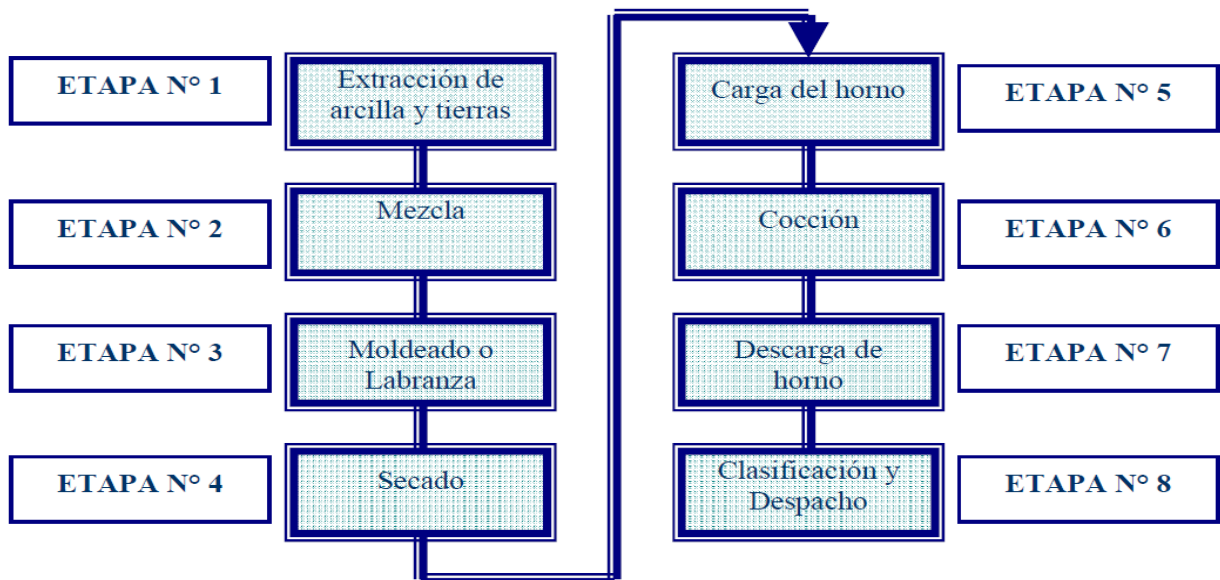 ETAPA N° 1
Extracción de
arcilla y tierras
ETAPA N° 2
Mezcla
ETAPA N° 3
Moldeado o
Labranza
ETAPA N° 4
Secado
Carga del horno
ETAPA N° 5
Cocción
ETAPA N° 6
Descarga de
horno
ETAPA N° 7
Clasificación y
Despacho
ETAPA N° 8